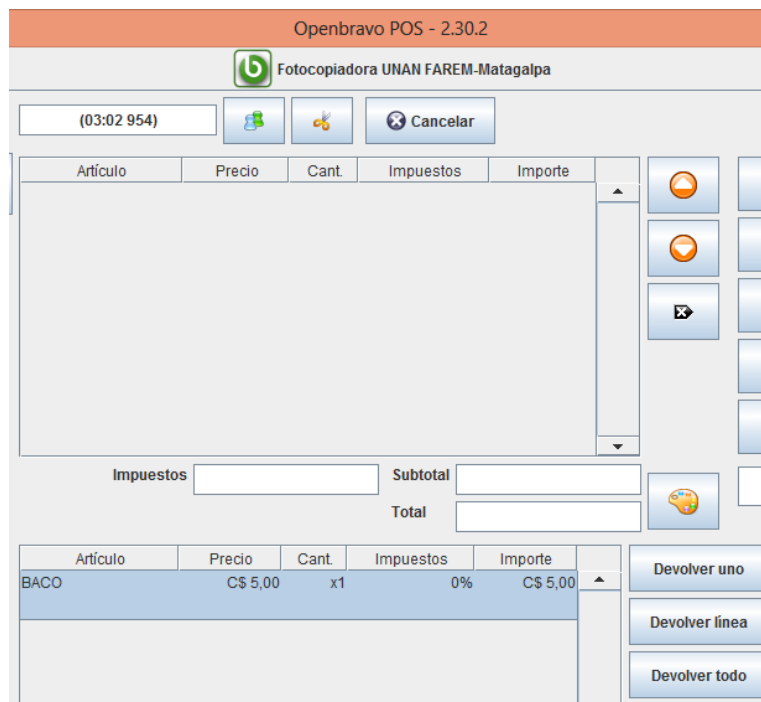 Openbravo POS - 2.30.2
Fotocopiadora UNAN FAREM-Matagalpa
(03:02 954) Cancelar
Artículo Precio Cant. Impuestos Importe
Impuestos Subtotal
Total
Artículo Precio Cant. Impuestos Importe
BACO C$ 5,00 x1 0% C$ 5,00
Devolver uno
Devolver línea
Devolver todo